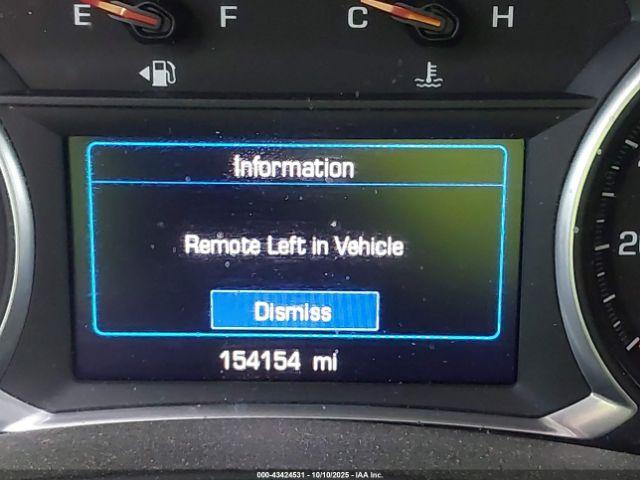 E F C H
Information
Remote Left in Vehicle
Dismiss
154154 mi
000-43424531 - 10/10/2025 - IAA Inc.